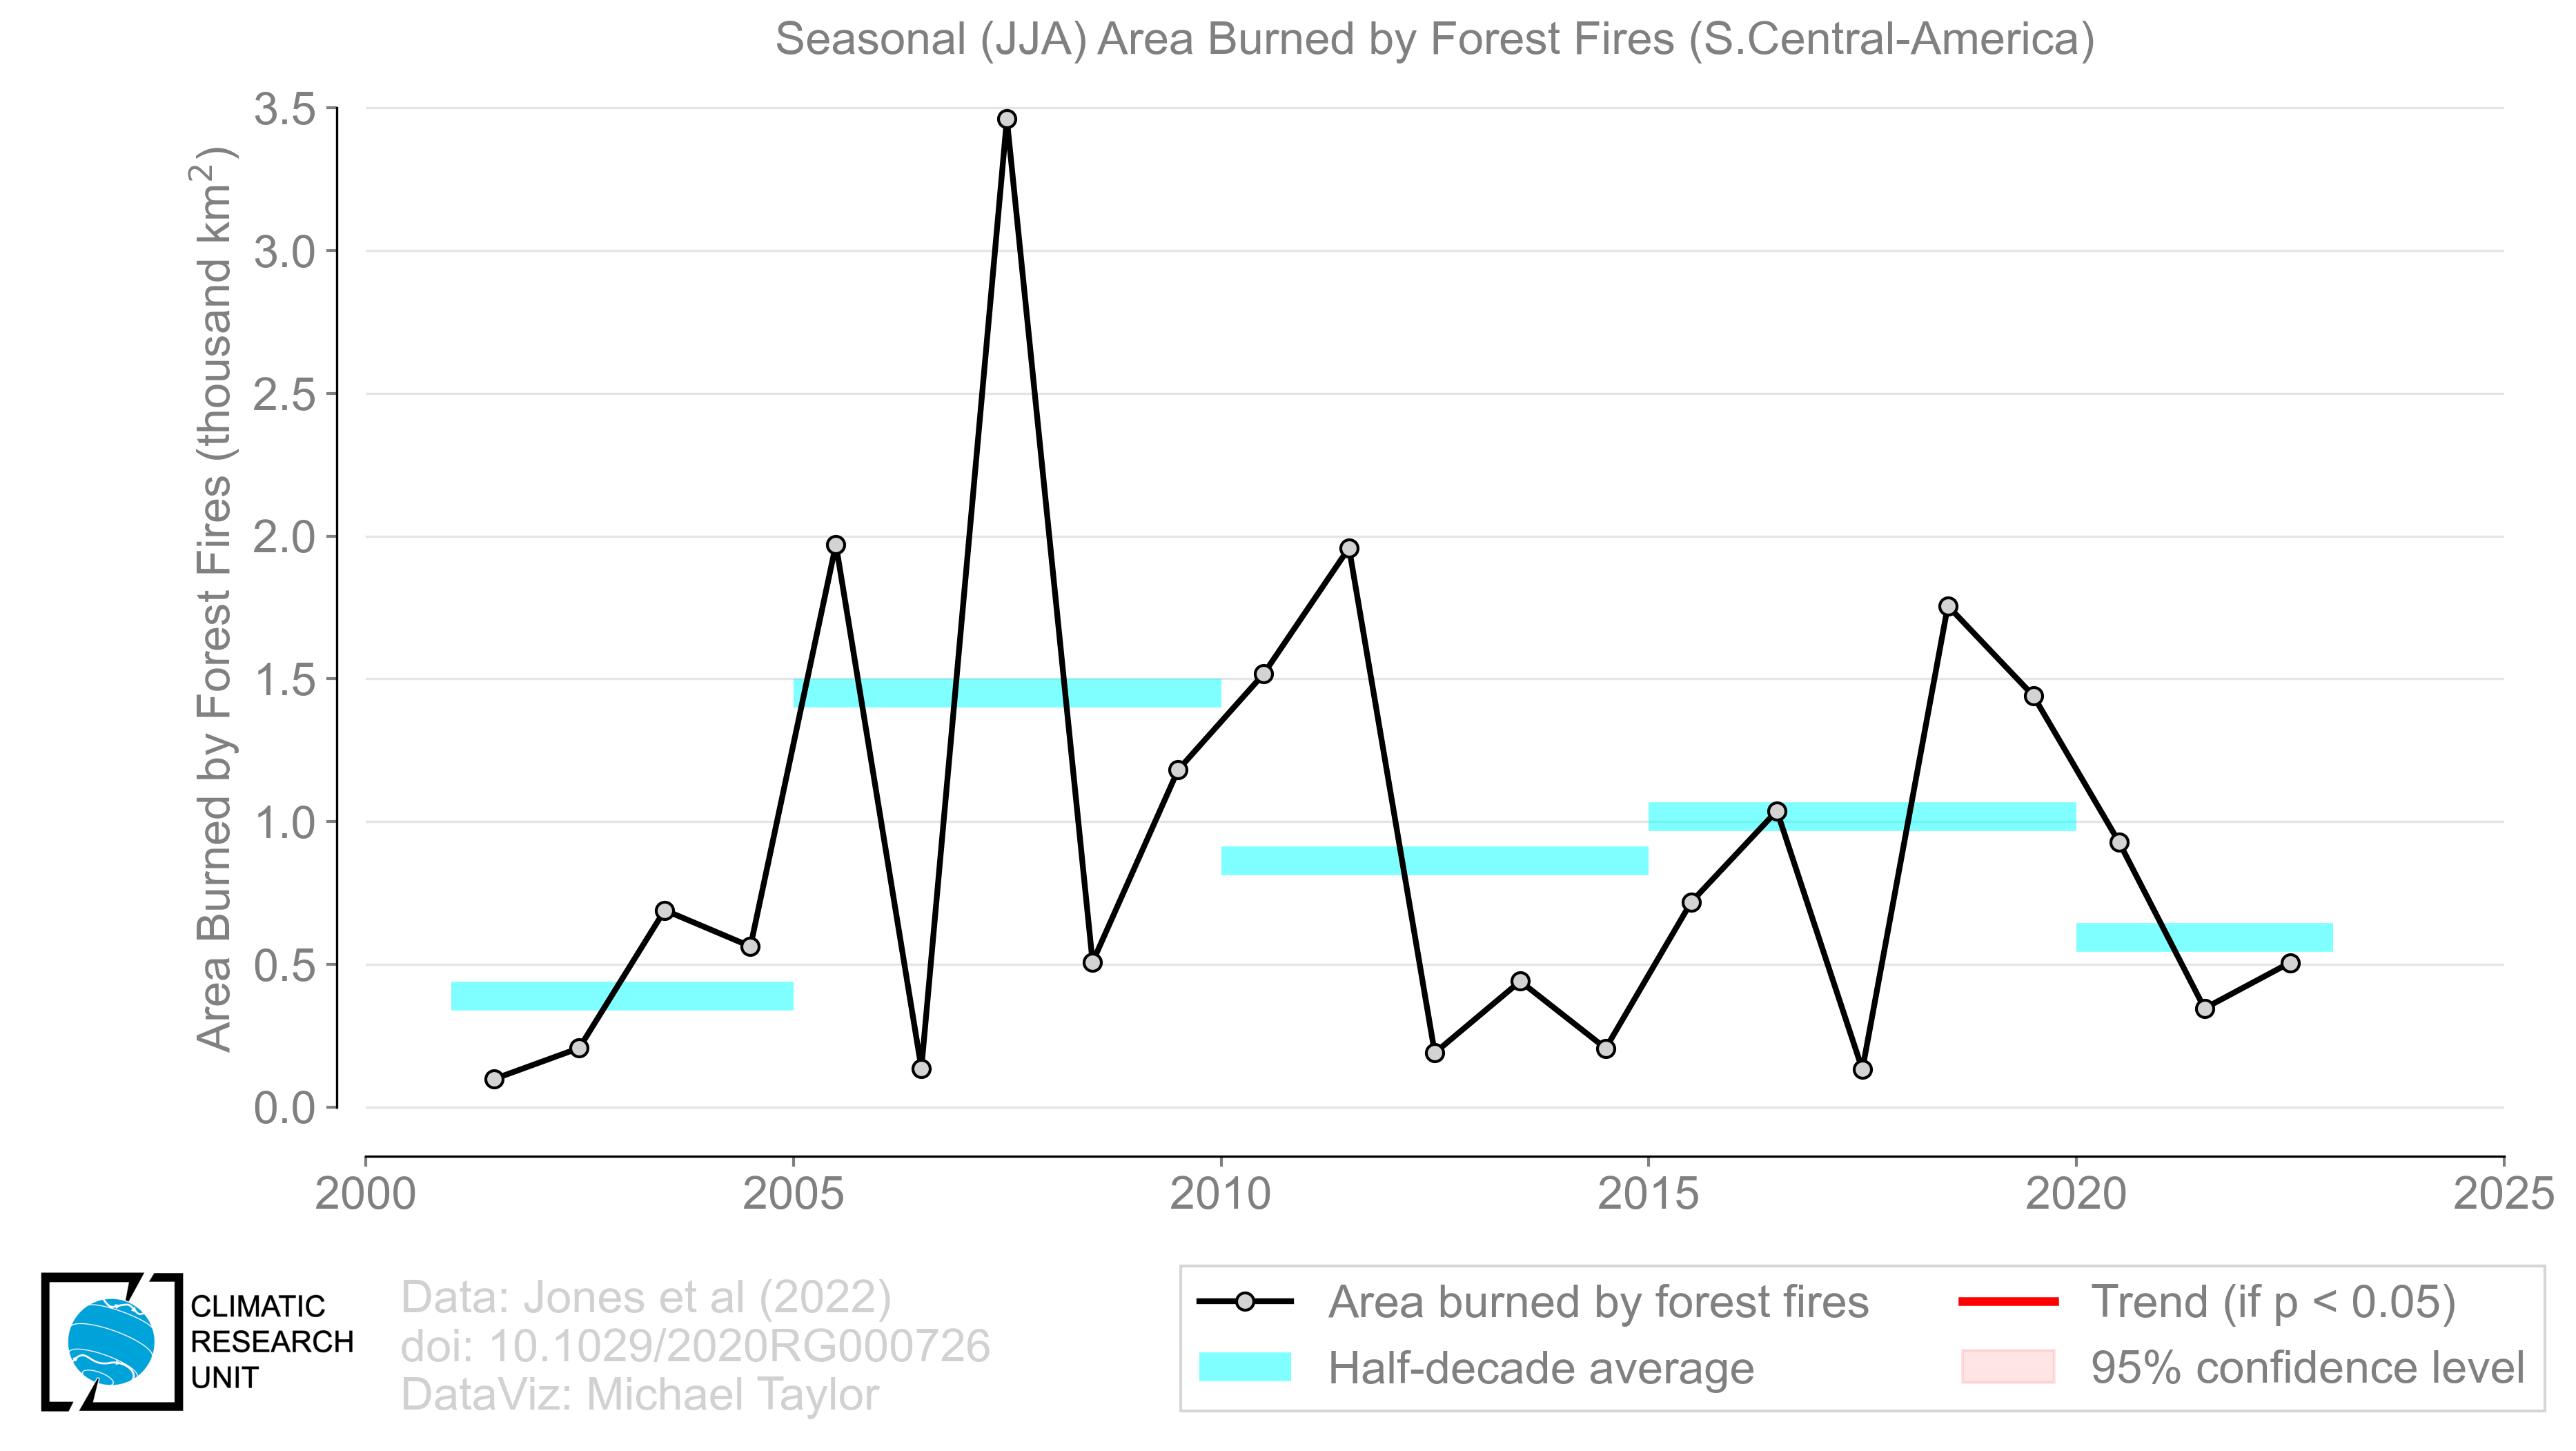 Seasonal (JJA) Area Burned by Forest Fires (S.Central-America)
Area Burned by Forest Fires (thousand km²)
3.5
3.0
2.5
2.0
1.5
1.0
0.5
0.0
2000 2005 2010 2015 2020 2025
CLIMATIC
RESEARCH
UNIT
Data: Jones et al (2022)
doi: 10.1029/2020RG000726
DataViz: Michael Taylor
Area burned by forest fires
Half-decade average
Trend (if p < 0.05)
95% confidence level